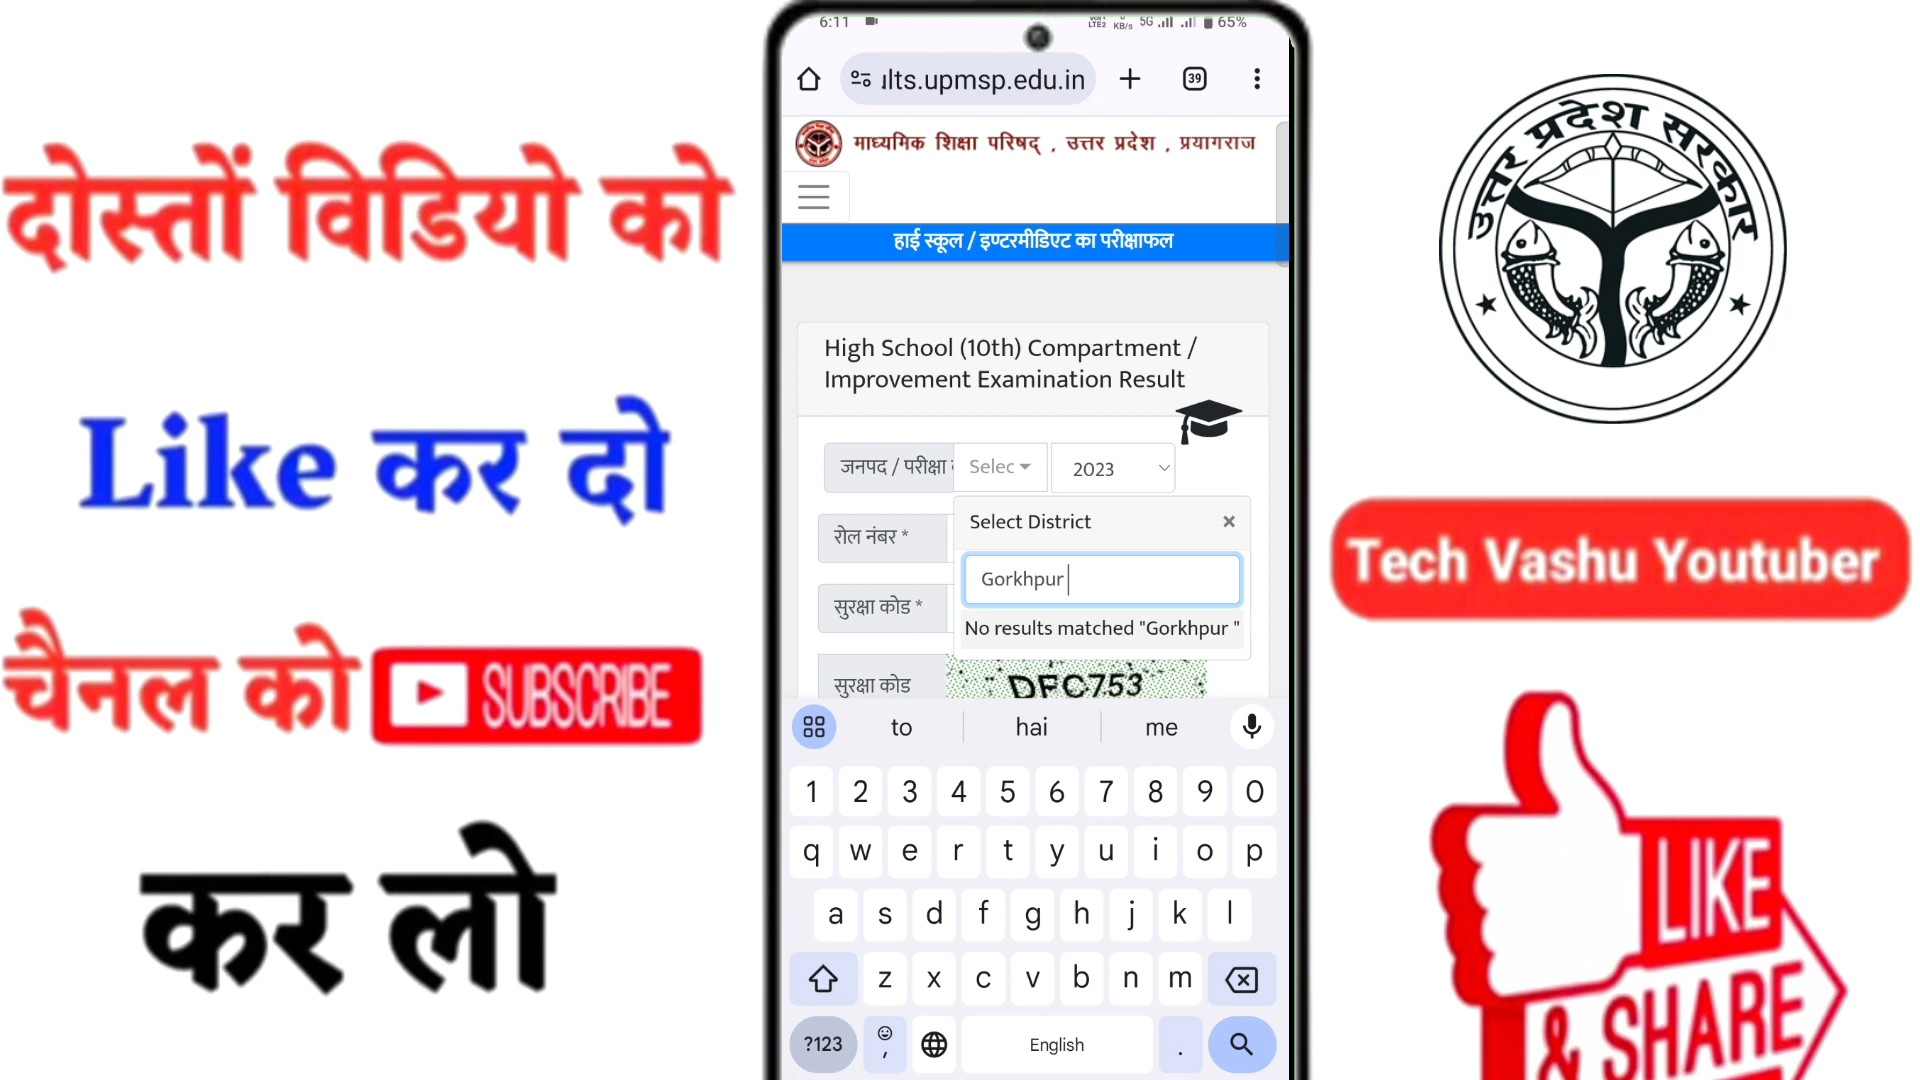 दोस्तों विडियो को
Like कर दो
चैनल को SUBSCRIBE
कर लो
6:11
LTE2 KB/s 5G 65%
ılts.upmsp.edu.in
39
माध्यमिक शिक्षा परिषद् , उत्तर प्रदेश , प्रयागराज
हाई स्कूल / इण्टरमीडिएट का परीक्षाफल
High School (10th) Compartment /
Improvement Examination Result
जनपद / परीक्षा
Selec
2023
Select District ×
रोल नंबर *
Gorkhpur
सुरक्षा कोड *
No results matched "Gorkhpur "
सुरक्षा कोड
DFC753
to hai me
1 2 3 4 5 6 7 8 9 0
q w e r t y u i o p
a s d f g h j k l
z x c v b n m
?123 , English .
उत्तर प्रदेश सरकार
Tech Vashu Youtuber
LIKE
& SHARE